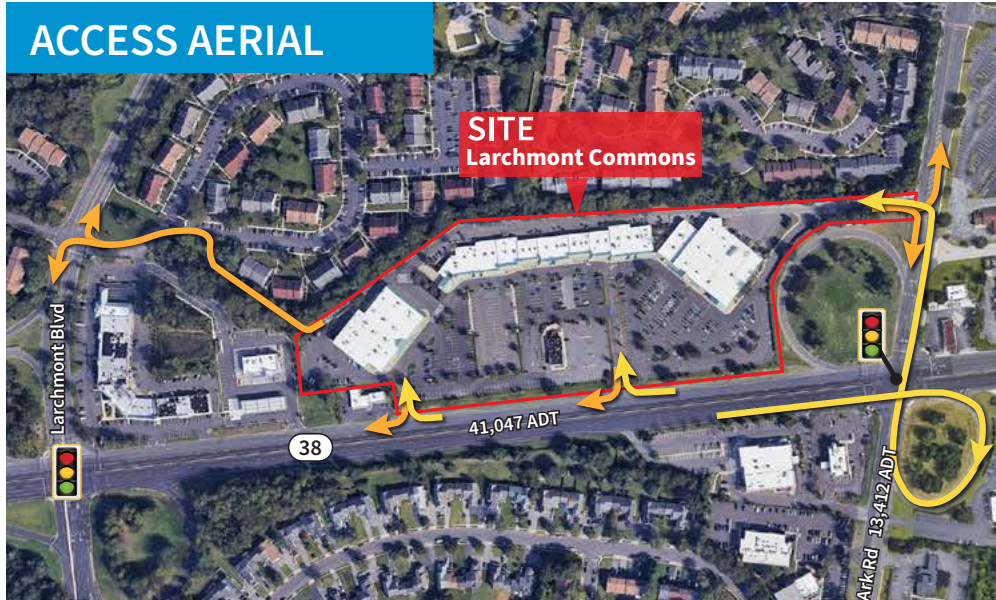 ACCESS AERIAL
SITE
Larchmont Commons
Larchmont Blvd
38
41,047 ADT
Ark Rd 13,412 ADT